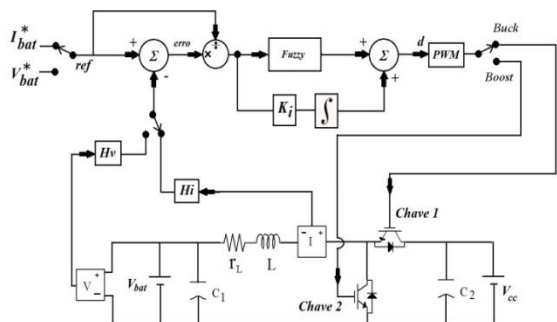 I*bat
V*bat
ref
+
Σ
-
erro
÷
×
Fuzzy
Ki
∫
+
Σ
+
d
PWM
Buck
Boost
Hv
Hi
Chave 1
V
+
-
Vbat
C1
rL
L
- I +
Chave 2
C2
Vcc